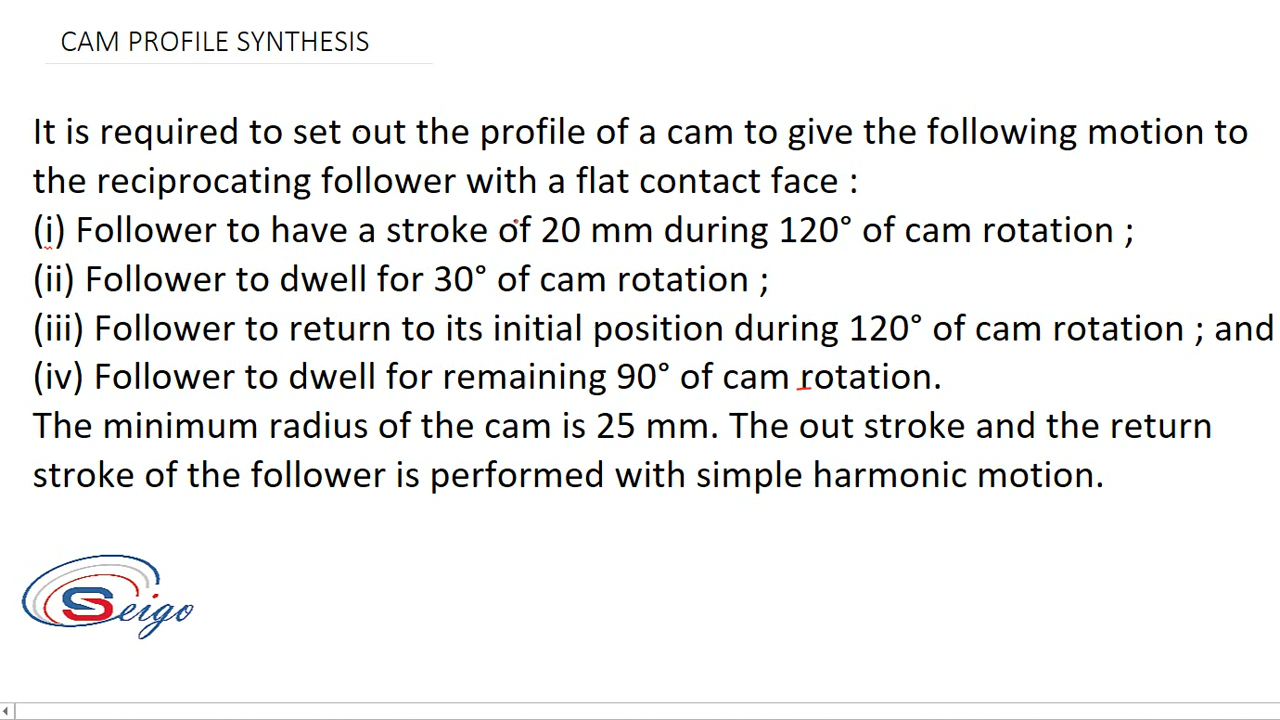 CAM PROFILE SYNTHESIS
It is required to set out the profile of a cam to give the following motion to
the reciprocating follower with a flat contact face :
(i) Follower to have a stroke of 20 mm during 120° of cam rotation ;
(ii) Follower to dwell for 30° of cam rotation ;
(iii) Follower to return to its initial position during 120° of cam rotation ; and
(iv) Follower to dwell for remaining 90° of cam rotation.
The minimum radius of the cam is 25 mm. The out stroke and the return
stroke of the follower is performed with simple harmonic motion.
Seigo